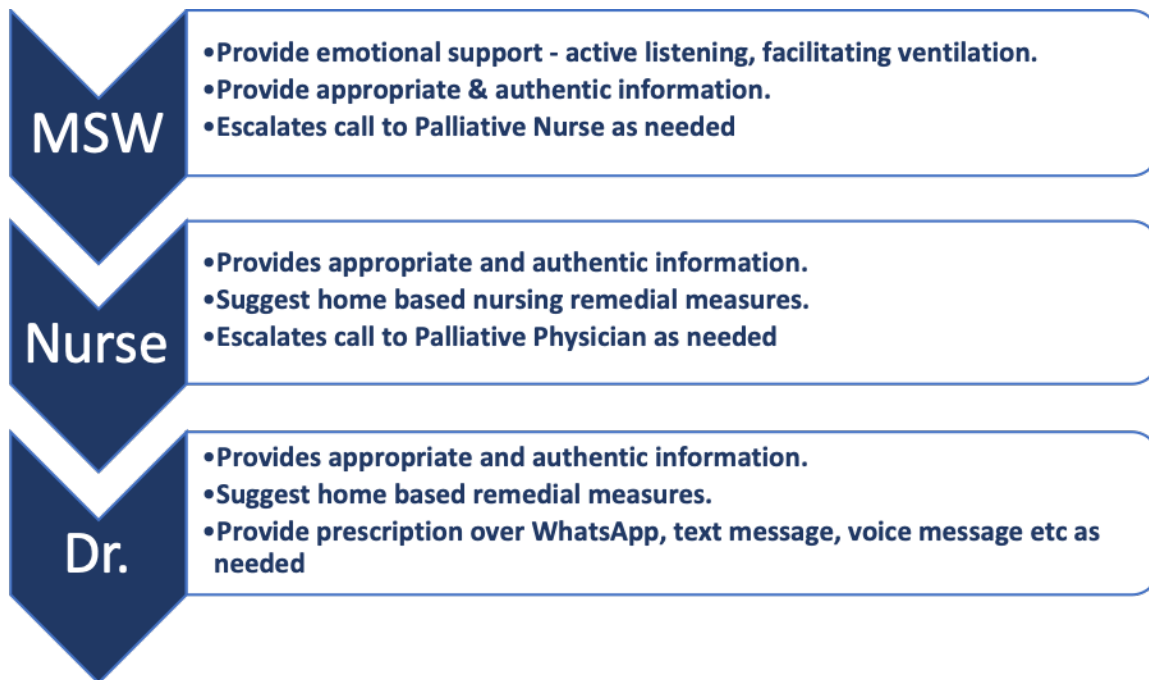 MSW
•Provide emotional support - active listening, facilitating ventilation.
•Provide appropriate & authentic information.
•Escalates call to Palliative Nurse as needed
Nurse
•Provides appropriate and authentic information.
•Suggest home based nursing remedial measures.
•Escalates call to Palliative Physician as needed
Dr.
•Provides appropriate and authentic information.
•Suggest home based remedial measures.
•Provide prescription over WhatsApp, text message, voice message etc as
needed